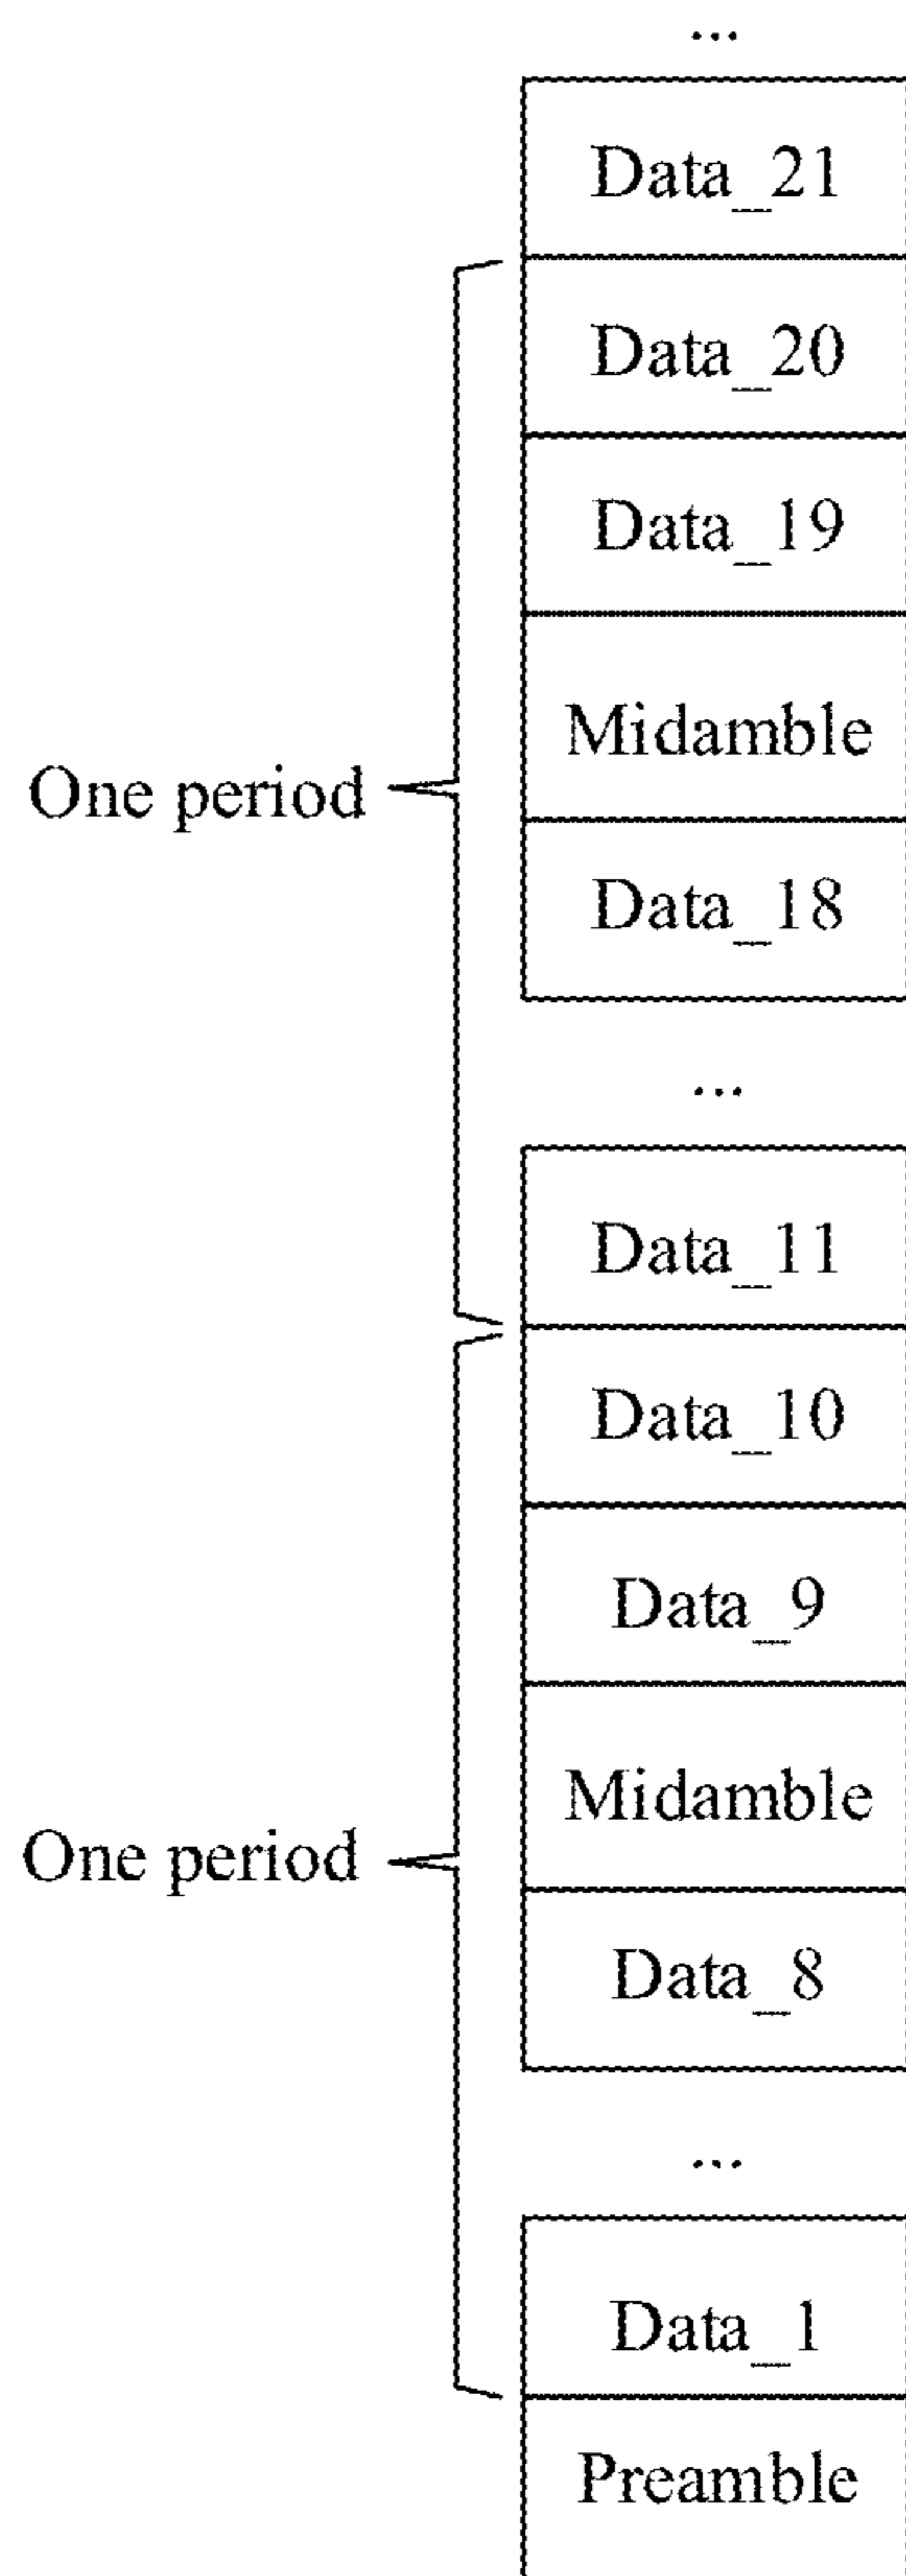 ...
Data_21
Data_20
Data_19
Midamble
One period
Data_18
...
Data_11
Data_10
Data_9
Midamble
One period
Data_8
...
Data_1
Preamble